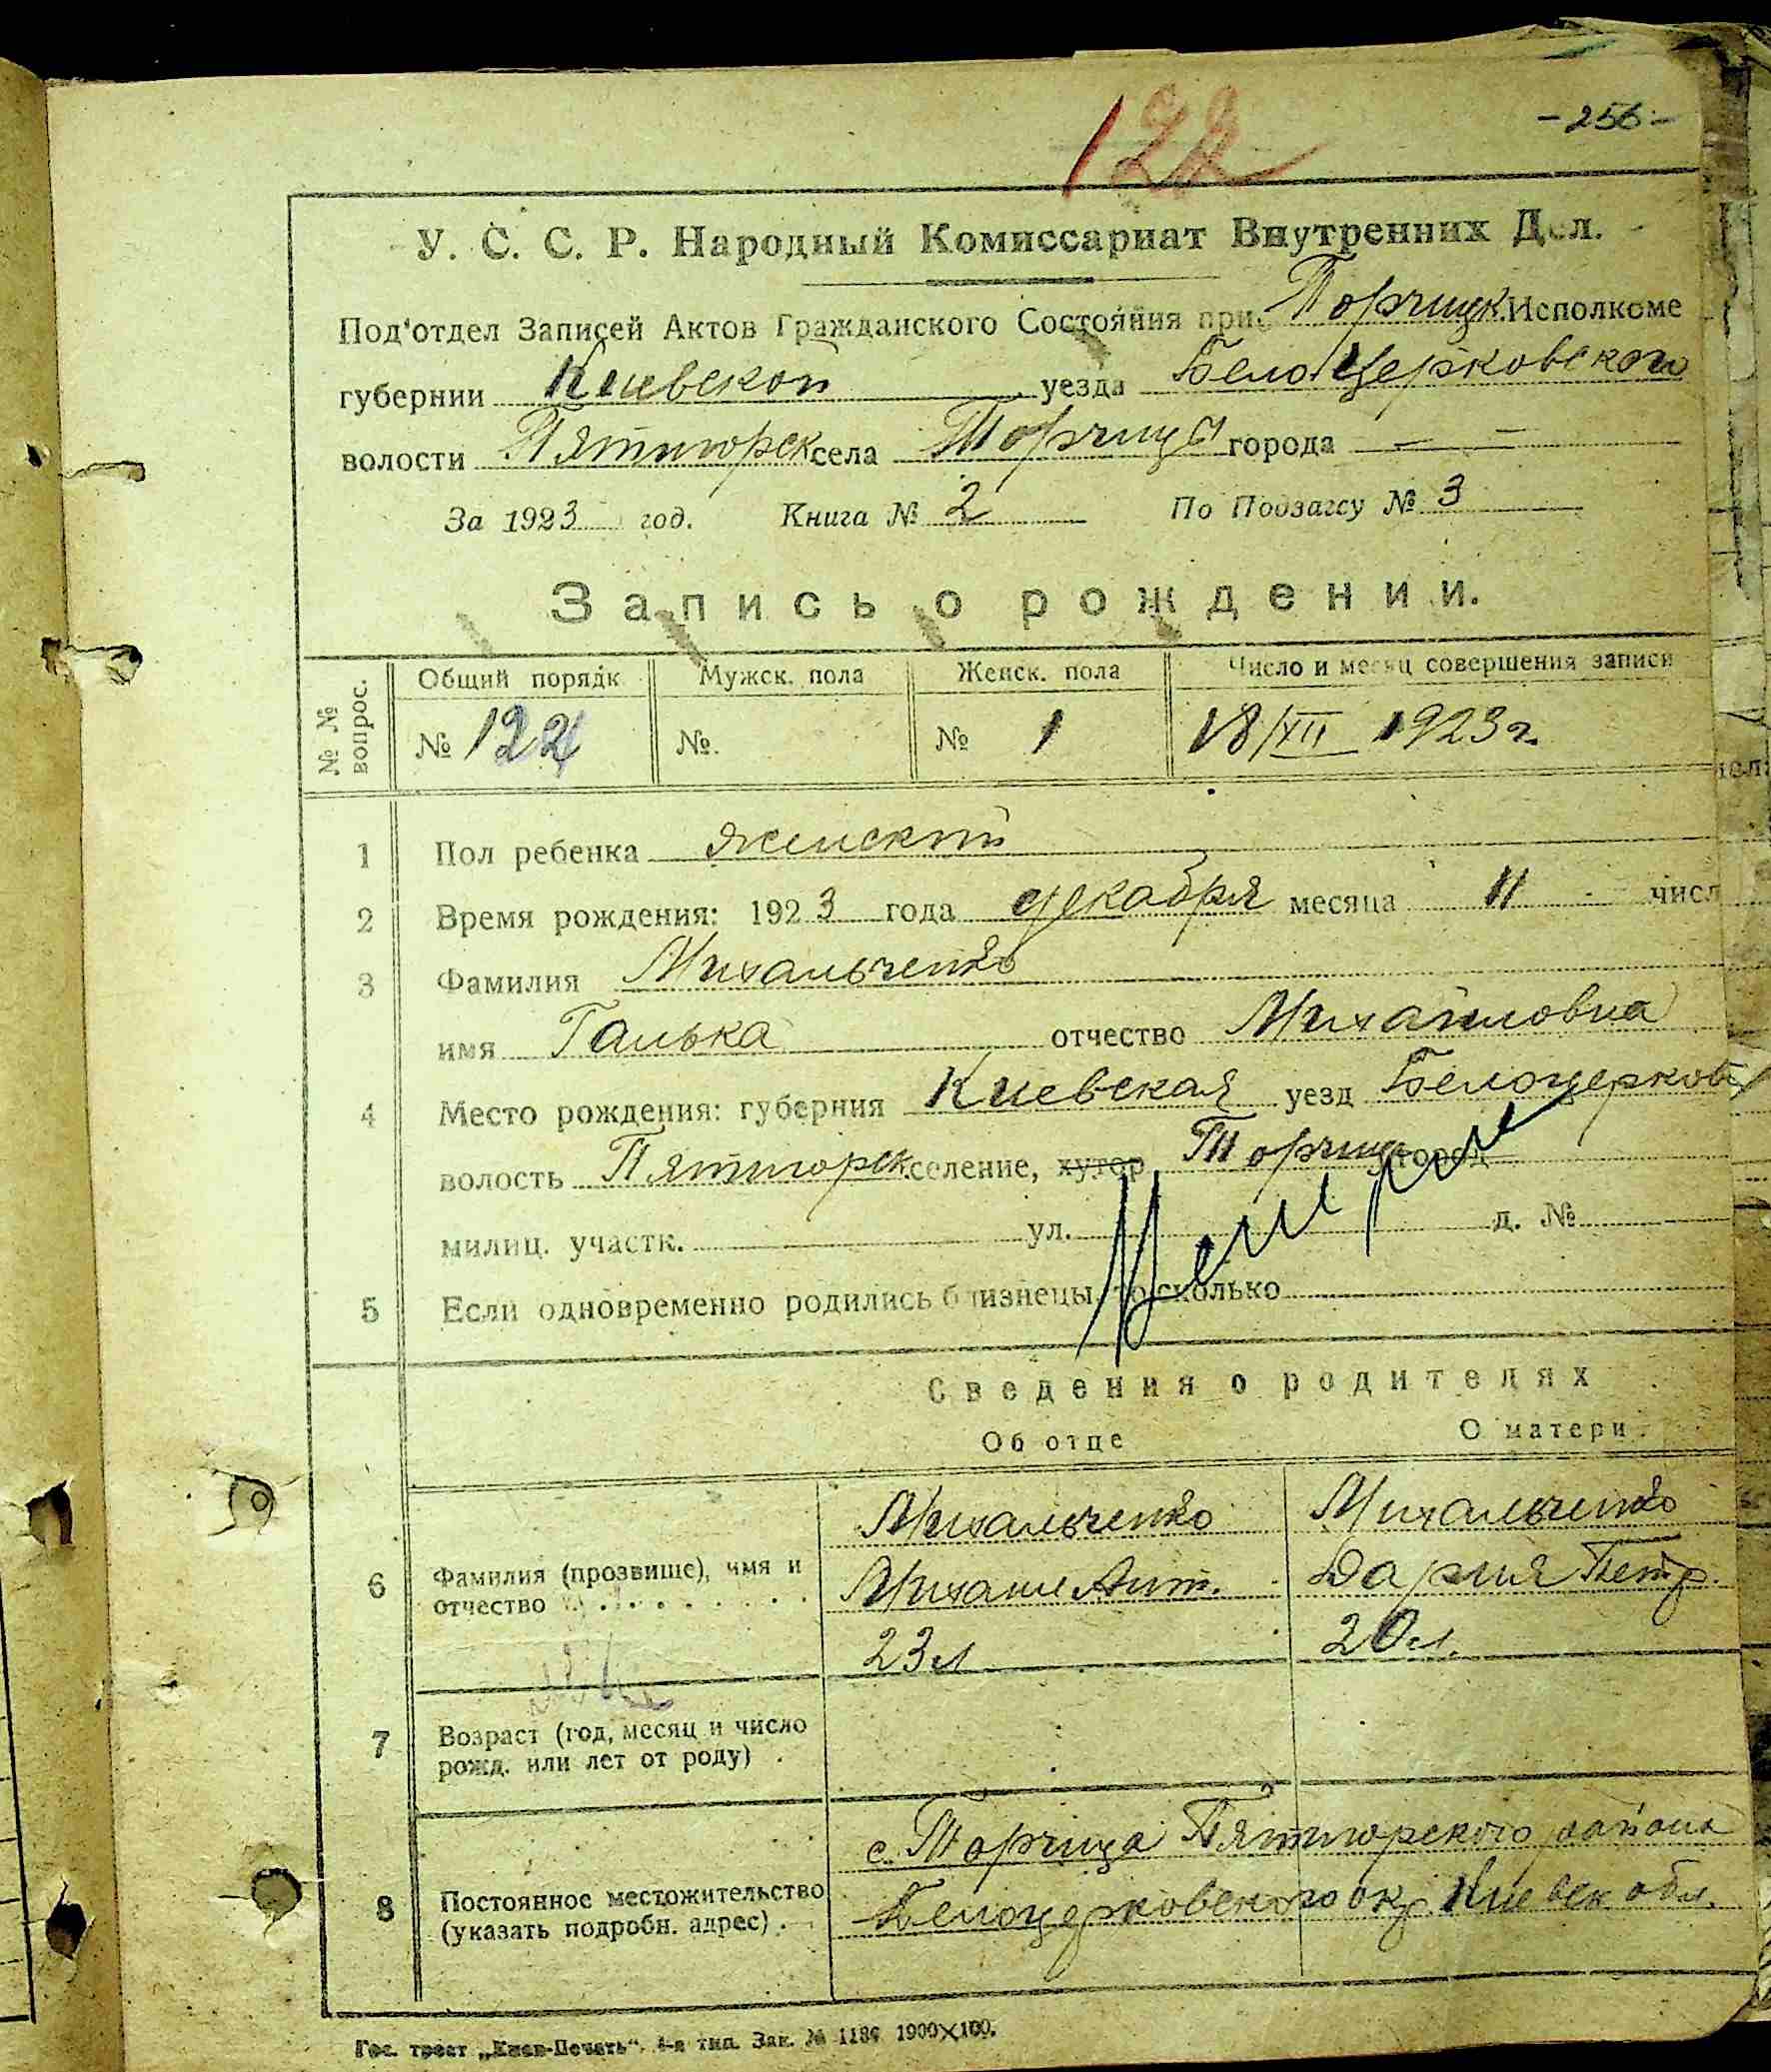 122
- 256 -
У. С. С. Р. Народный Комиссариат Внутренних Дел.
Под'отдел Записей Актов Гражданского Состояния при Торчицк. Исполкоме
губернии Киевской уезда Белоцерковского
волости Пятигорск села Торчица города — —
За 1923 год. Книга № 2 По Подзагсу № 3
Запись о рождении.
№ № вопрос. Общий порядк Мужск. пола Женск. пола Число и месяц совершения записи
№ 122 №. № 1 18/XII 1923 г.
1 Пол ребенка женский
2 Время рождения: 1923 года декабря месяца 11 числ
3 Фамилия Михальченко
имя Ганька отчество Михайловна
4 Место рождения: губерния Киевская уезд Белоцерков
волость Пятигорск селение, хутор Торчица город
милиц. участк. ул. д. №
5 Если одновременно родились близнецы, то сколько
Сведения о родителях
Об отце О матери
6 Фамилия (прозвище), имя и отчество
Михальченко Михальченко
Михаил Ант. Дария Петр.
23 л 20 л.
7 Возраст (год, месяц и число
рожд. или лет от роду)
с. Торчица Пятигорского района
8 Постоянное местожительство
(указать подробн. адрес).
Белоцерковского окр. Киевск. обл.
Гос. трест „Киев-Печать". 4-я тип. Зак. № 1184 1900×100.